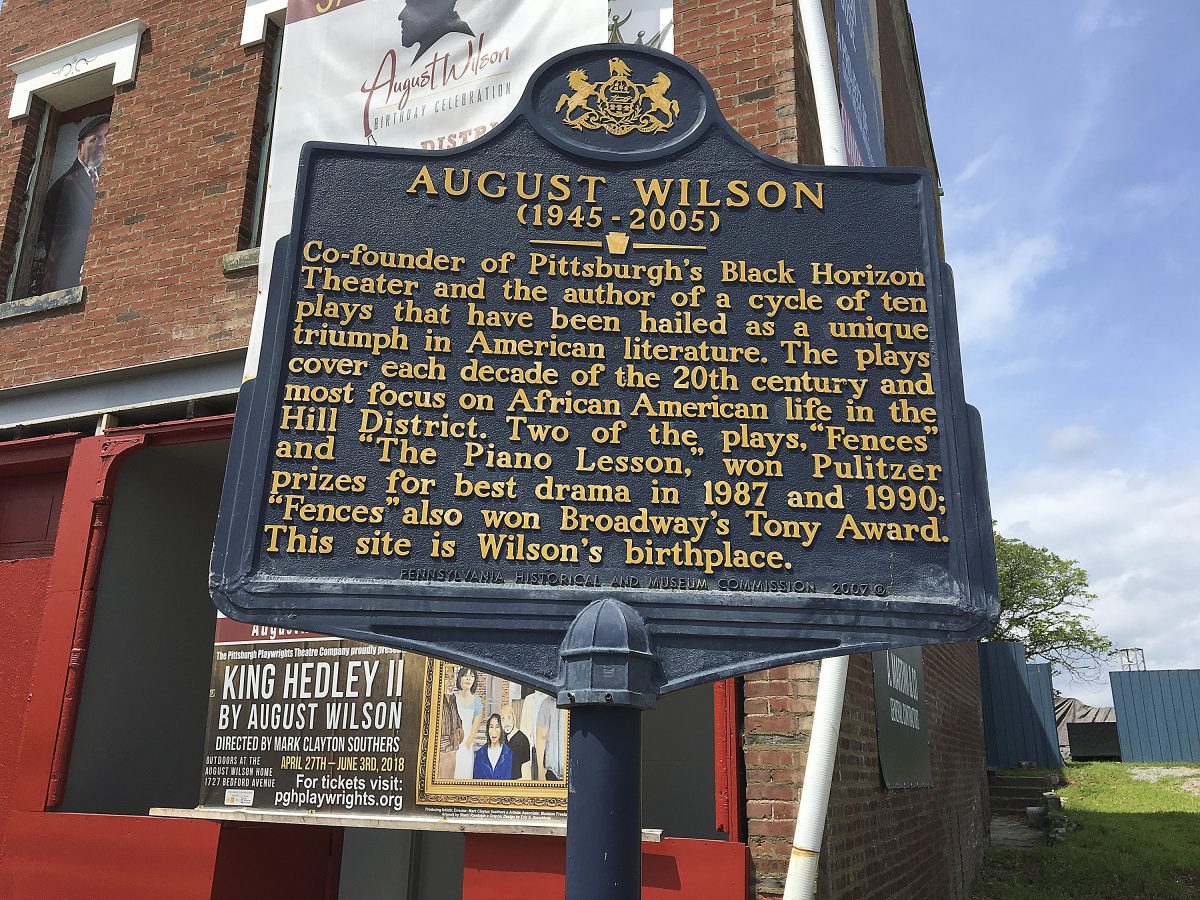 August Wilson
BIRTHDAY CELEBRATION
DISTRI
AUGUST WILSON
(1945-2005)
Co-founder of Pittsburgh's Black Horizon
Theater and the author of a cycle of ten
plays that have been hailed as a unique
triumph in American literature. The plays
cover each decade of the 20th century and
most focus on African American life in the
Hill District. Two of the plays, “Fences”
and “The Piano Lesson,” won Pulitzer
prizes for best drama in 1987 and 1990;
“Fences” also won Broadway's Tony Award.
This site is Wilson's birthplace.
PENNSYLVANIA HISTORICAL AND MUSEUM COMMISSION 2007 ©
August
The Pittsburgh Playwrights Theatre Company proudly
KING HEDLEY II
BY AUGUST WILSON
DIRECTED BY MARK CLAYTON SOUTHERS
OUTDOORS AT THE
AUGUST WILSON HOME
1727 BEDFORD AVENUE
APRIL 27TH–JUNE 3RD, 2018
For tickets visit:
pghplaywrights.org
GENERAL